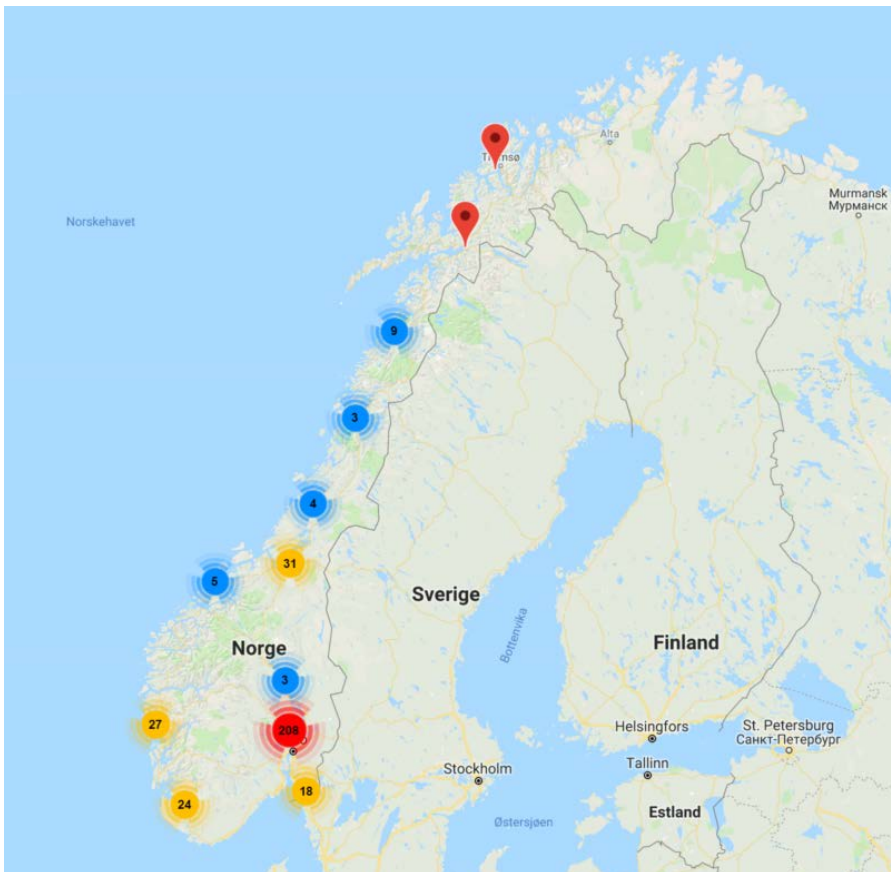 Alta
Tromsø
Murmansk
Мурманск
Norskehavet
9
3
4
31
5
Sverige
Bottenvika
Norge
Finland
3
27
208
Helsingfors
St. Petersburg
Санкт-Петербург
Tallinn
Stockholm
24
18
Estland
Østersjøen